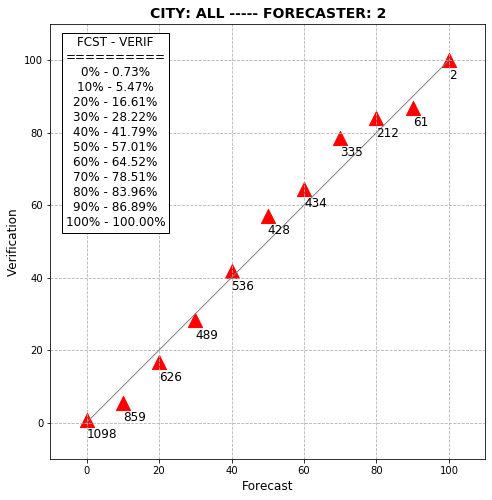 CITY: ALL ----- FORECASTER: 2
FCST - VERIF
==========
0% - 0.73%
10% - 5.47%
20% - 16.61%
30% - 28.22%
40% - 41.79%
50% - 57.01%
60% - 64.52%
70% - 78.51%
80% - 83.96%
90% - 86.89%
100% - 100.00%
100
80
60
40
20
0
Verification
2
61
212
335
434
428
536
489
626
859
1098
0 20 40 60 80 100
Forecast